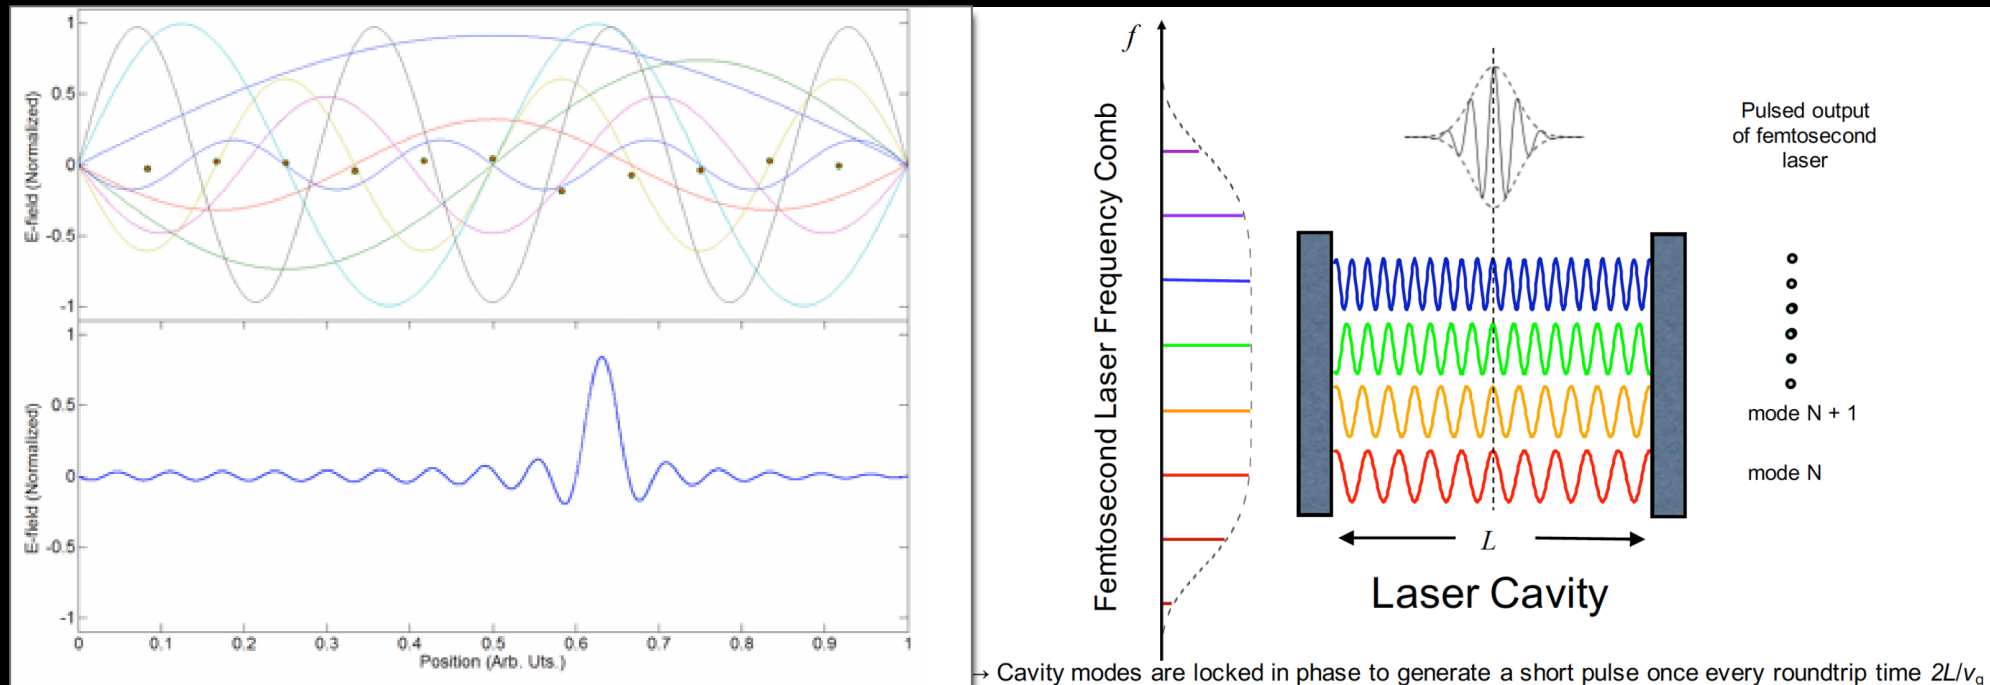 1
0.5
0
-0.5
-1
E-field (Normalized)
1
0.5
0
-0.5
-1
E-field (Normalized)
0 0.1 0.2 0.3 0.4 0.5 0.6 0.7 0.8 0.9 1
Position (Arb. Uts.)
f
Femtosecond Laser Frequency Comb
Pulsed output
of femtosecond
laser
mode N + 1
mode N
L
Laser Cavity
→ Cavity modes are locked in phase to generate a short pulse once every roundtrip time 2L/vg